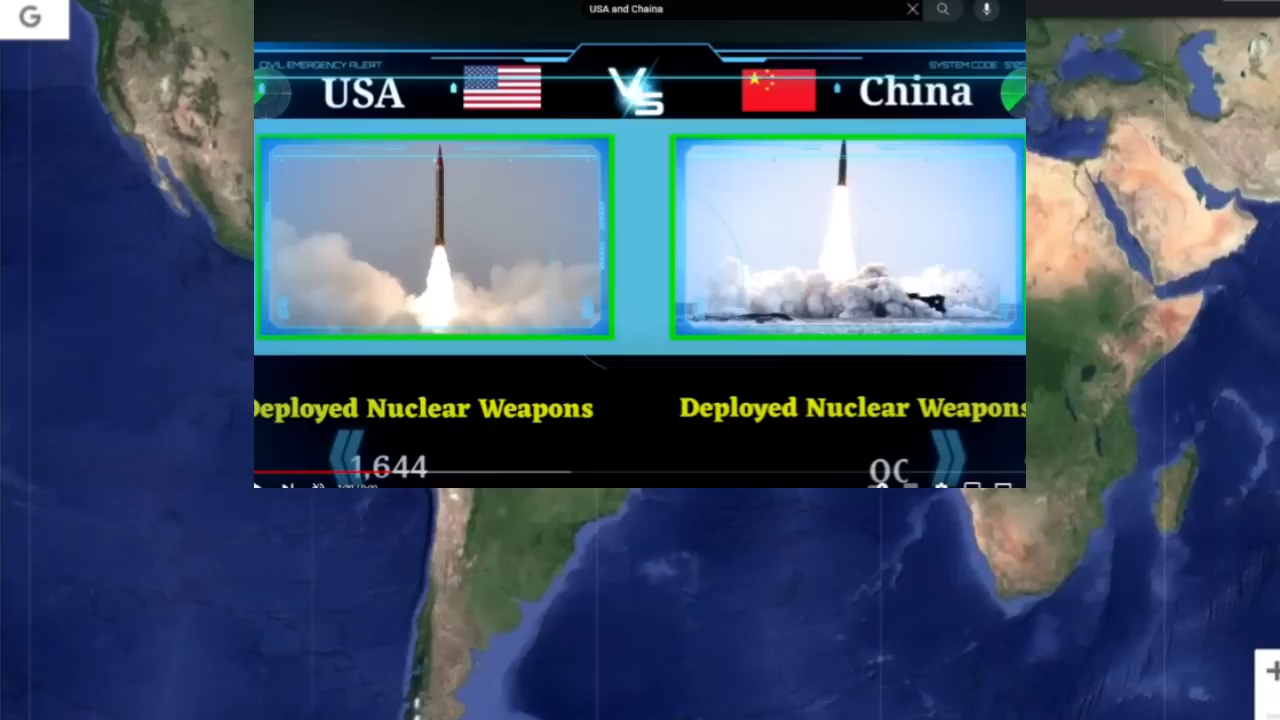 G
USA and Chaina
CIVIL EMERGENCY ALERT
SYSTEM CODE
USA
VS
China
Deployed Nuclear Weapons
Deployed Nuclear Weapons
1,644